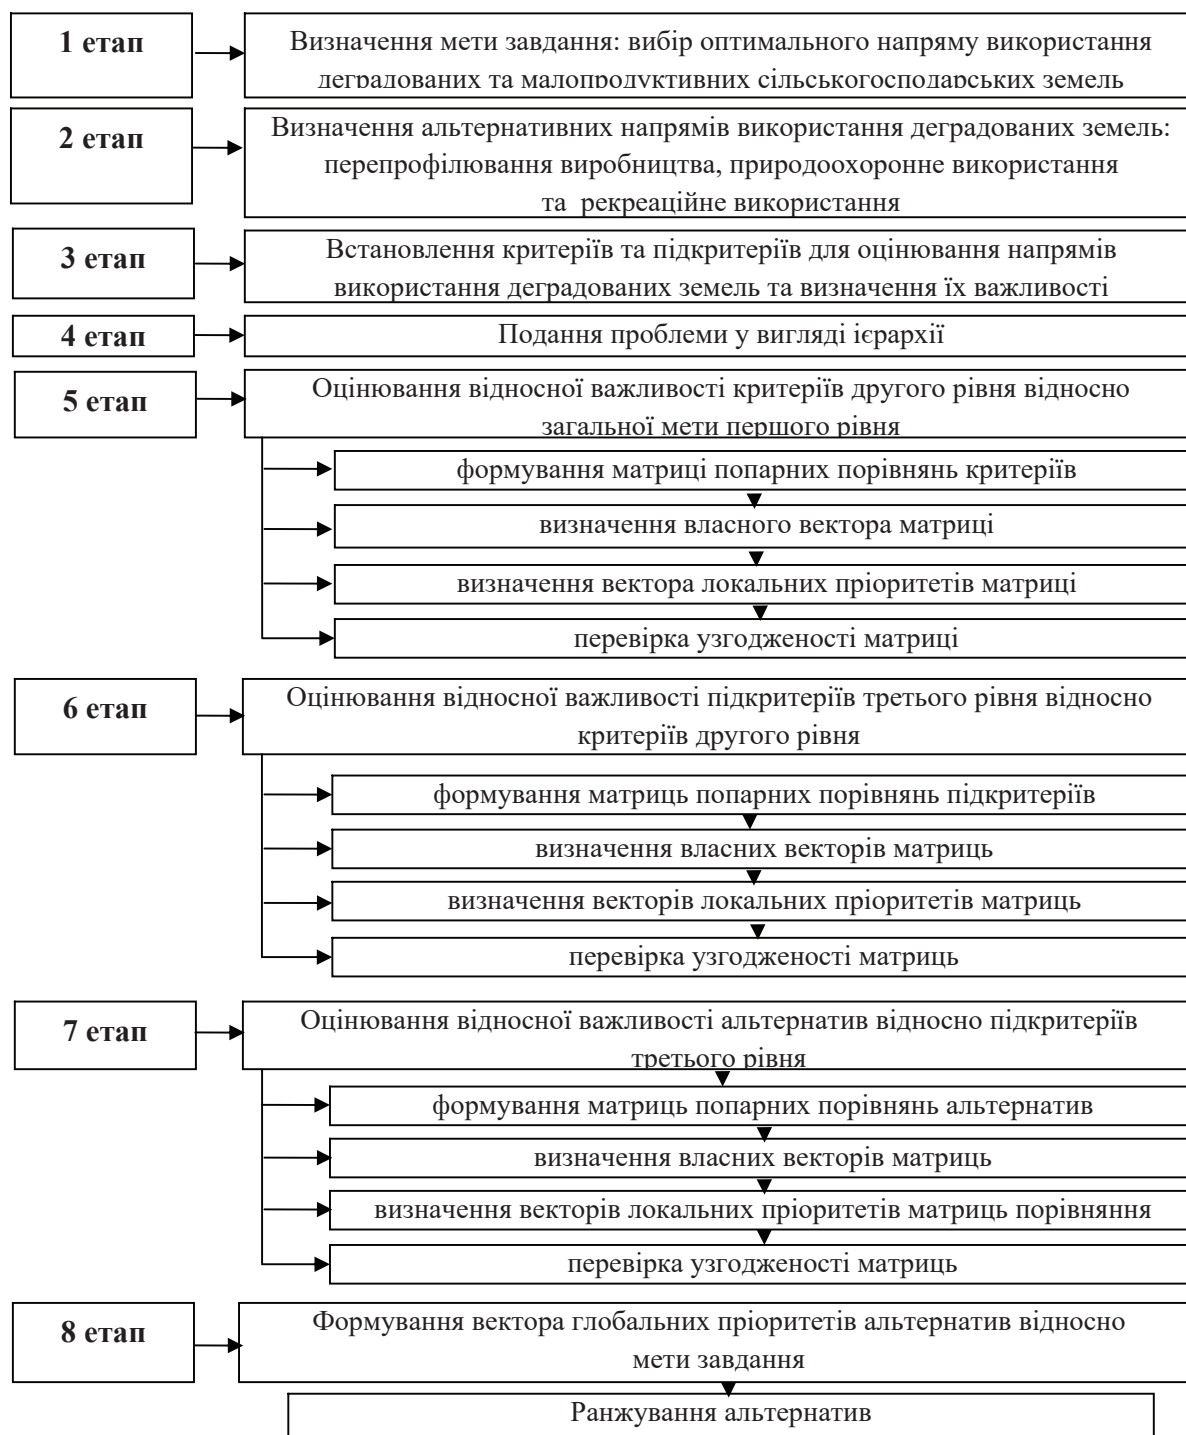 1 етап
Визначення мети завдання: вибір оптимального напряму використання
деградованих та малопродуктивних сільськогосподарських земель
2 етап
Визначення альтернативних напрямів використання деградованих земель:
перепрофілювання виробництва, природоохоронне використання
та рекреаційне використання
3 етап
Встановлення критеріїв та підкритеріїв для оцінювання напрямів
використання деградованих земель та визначення їх важливості
4 етап
Подання проблеми у вигляді ієрархії
5 етап
Оцінювання відносної важливості критеріїв другого рівня відносно
загальної мети першого рівня
формування матриці попарних порівнянь критеріїв
визначення власного вектора матриці
визначення вектора локальних пріоритетів матриці
перевірка узгодженості матриці
6 етап
Оцінювання відносної важливості підкритеріїв третього рівня відносно
критеріїв другого рівня
формування матриць попарних порівнянь підкритеріїв
визначення власних векторів матриць
визначення векторів локальних пріоритетів матриць
перевірка узгодженості матриць
7 етап
Оцінювання відносної важливості альтернатив відносно підкритеріїв
третього рівня
формування матриць попарних порівнянь альтернатив
визначення власних векторів матриць
визначення векторів локальних пріоритетів матриць порівняння
перевірка узгодженості матриць
8 етап
Формування вектора глобальних пріоритетів альтернатив відносно
мети завдання
Ранжування альтернатив